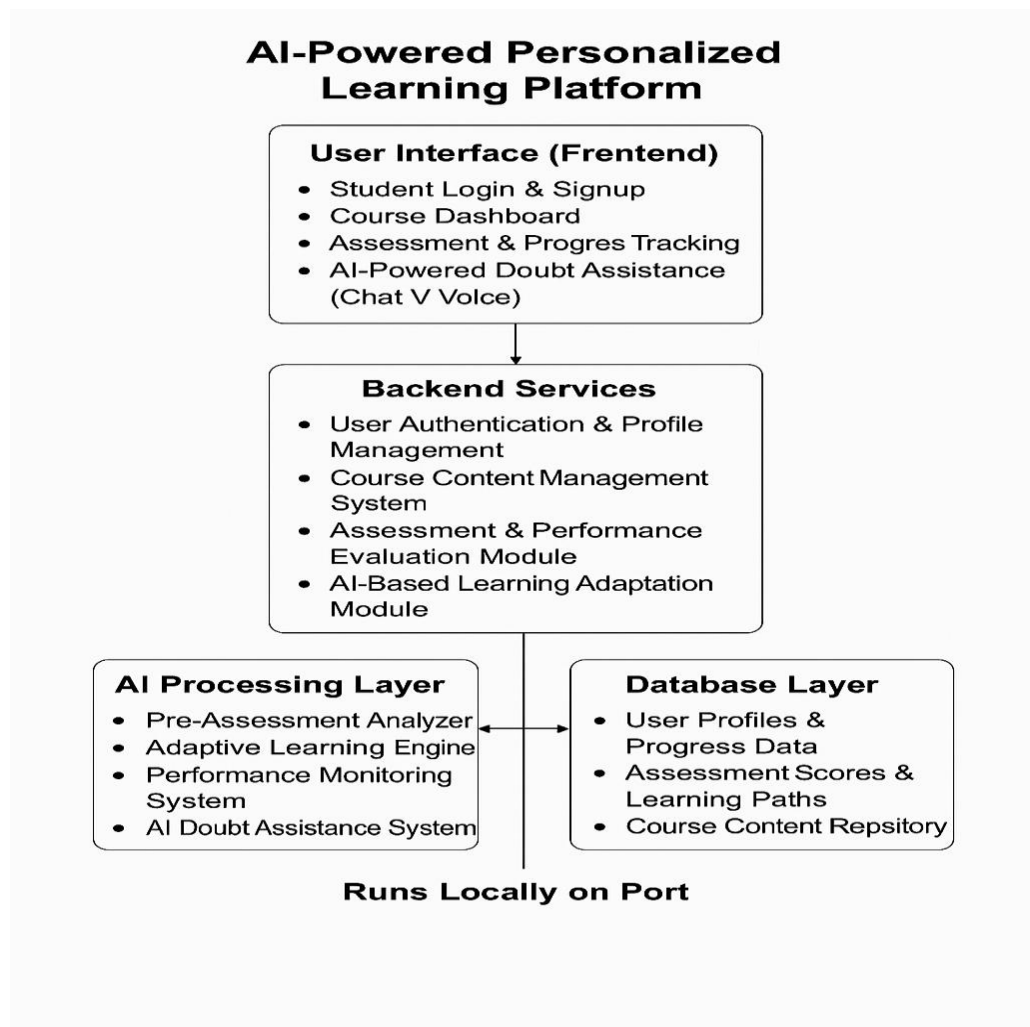 AI-Powered Personalized
Learning Platform
User Interface (Frentend)
• Student Login & Signup
• Course Dashboard
• Assessment & Progres Tracking
• AI-Powered Doubt Assistance
(Chat V Volce)
Backend Services
• User Authentication & Profile
Management
• Course Content Management
System
• Assessment & Performance
Evaluation Module
• AI-Based Learning Adaptation
Module
AI Processing Layer
• Pre-Assessment Analyzer
• Adaptive Learning Engine
• Performance Monitoring
System
• AI Doubt Assistance System
Database Layer
• User Profiles &
Progress Data
• Assessment Scores &
Learning Paths
• Course Content Repsitory
Runs Locally on Port